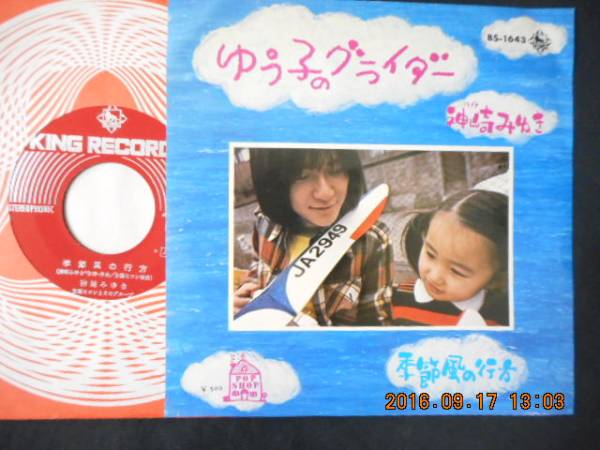 BS-1643
ゆう子のグライダー
神崎みゆき
JA2949
季節風の行方
¥500
POP
SHOP
KING RECORD
STEREOPHONIC
季節風の行方
神崎みゆき
2016.09.17 13:03